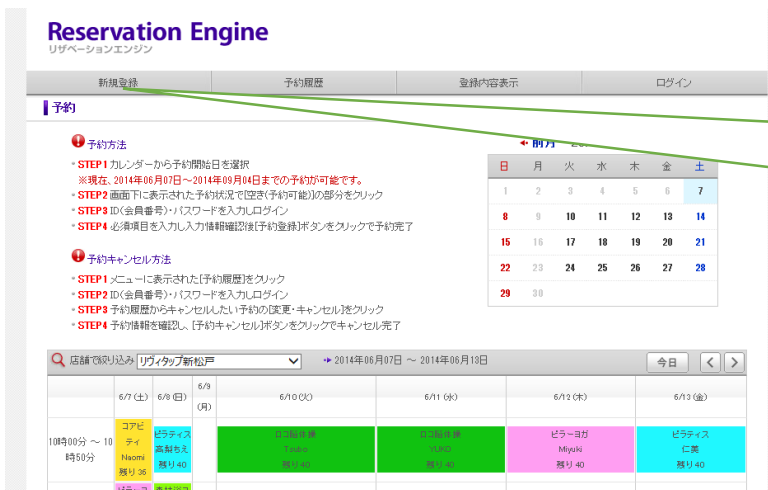 Reservation Engine
リザベーションエンジン
新規登録 予約履歴 登録内容表示 ログイン
予約
予約方法
STEP1 カレンダーから予約開始日を選択
※現在、2014年06月07日～2014年09月04日までの予約が可能です。
STEP2 画面下に表示された予約状況で[空き(予約可能)]の部分をクリック
STEP3 ID(会員番号)・パスワードを入力しログイン
STEP4 必須項目を入力し入力情報確認後[予約登録]ボタンをクリックで予約完了
予約キャンセル方法
STEP1 メニューに表示された[予約履歴]をクリック
STEP2 ID(会員番号)・パスワードを入力しログイン
STEP3 予約履歴からキャンセルしたい予約の[変更・キャンセル]をクリック
STEP4 予約情報を確認し、[予約キャンセル]ボタンをクリックでキャンセル完了
前月
日 月 火 水 木 金 土
1 2 3 4 5 6 7
8 9 10 11 12 13 14
15 16 17 18 19 20 21
22 23 24 25 26 27 28
29 30
店舗で絞り込み リヴィタップ新松戸 2014年06月07日 ～ 2014年06月13日 今日
6/7 (土) 6/8 (日) 6/9 (月) 6/10 (火) 6/11 (水) 6/12 (木) 6/13 (金)
10時00分 ～ 10時50分
コアビティ Naomi 残り 36
ピラティス 高梨ちえ 残り 40
ロコ脳体操 Tsubo 残り 40
ロコ脳体操 YUKO 残り 40
ピラーヨガ Miyuki 残り 40
ピラティス 仁美 残り 40